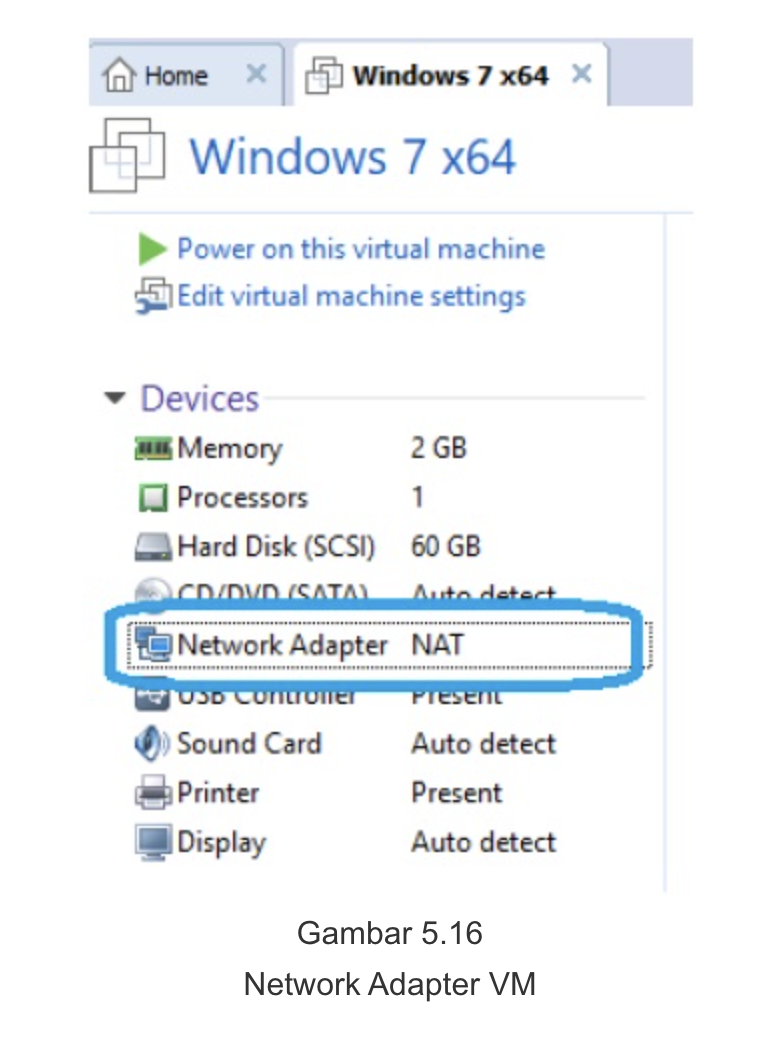 Home
Windows 7 x64
Windows 7 x64
Power on this virtual machine
Edit virtual machine settings
Devices
Memory 2 GB
Processors 1
Hard Disk (SCSI) 60 GB
CD/DVD (SATA) Auto detect
Network Adapter NAT
USB Controller Present
Sound Card Auto detect
Printer Present
Display Auto detect
Gambar 5.16
Network Adapter VM